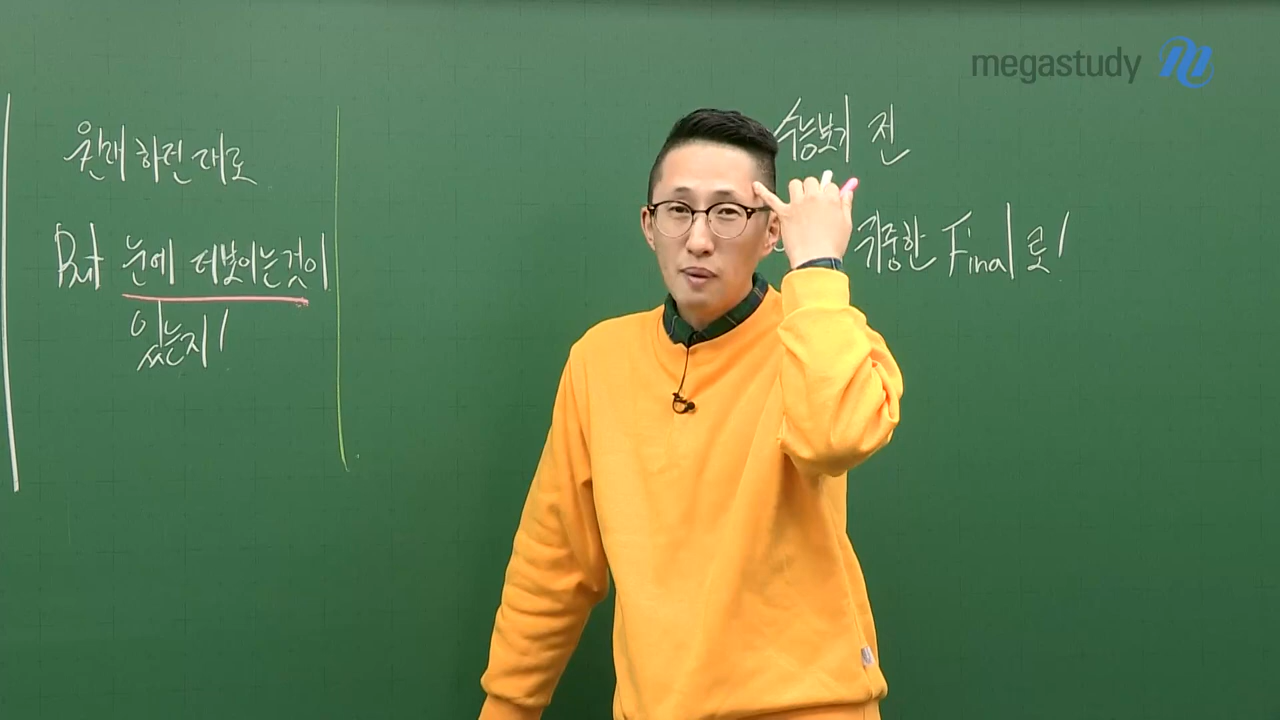 megastudy
원래 하던 대로
But 눈에 더 보이는 것이
있는지!
수능보기 전
귀중한 Final로!